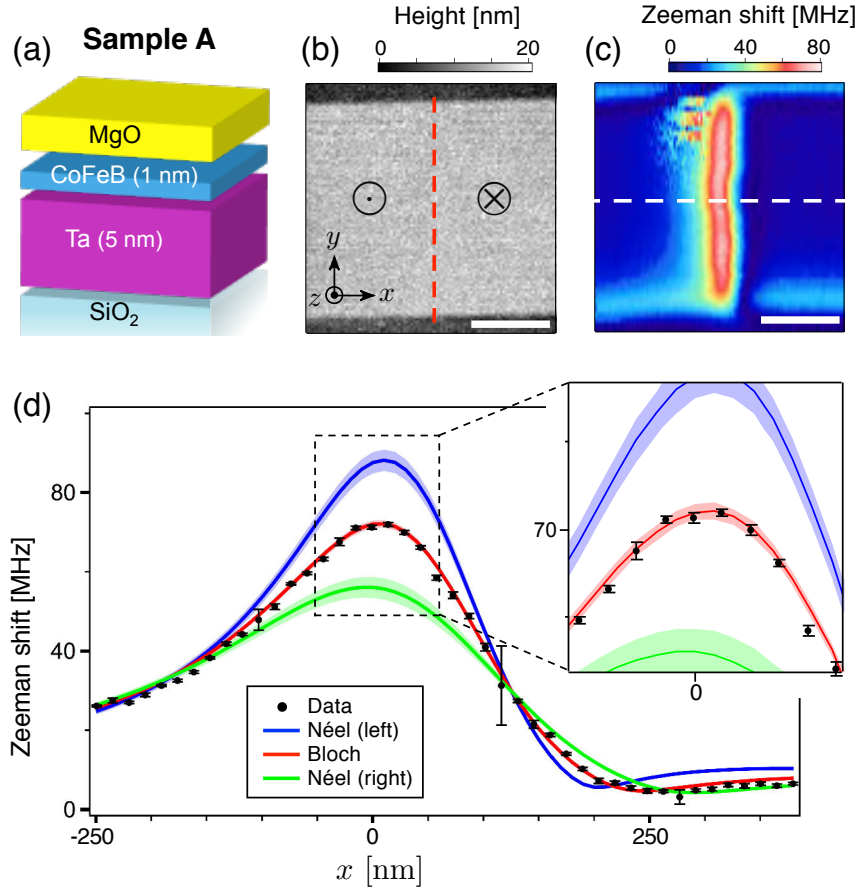 (a) Sample A
MgO
CoFeB (1 nm)
Ta (5 nm)
SiO2
(b) Height [nm]
0 20
y
z x
(c) Zeeman shift [MHz]
0 40 80
(d)
Zeeman shift [MHz]
80
40
0
Data
Néel (left)
Bloch
Néel (right)
-250 0 250
x [nm]
70
0